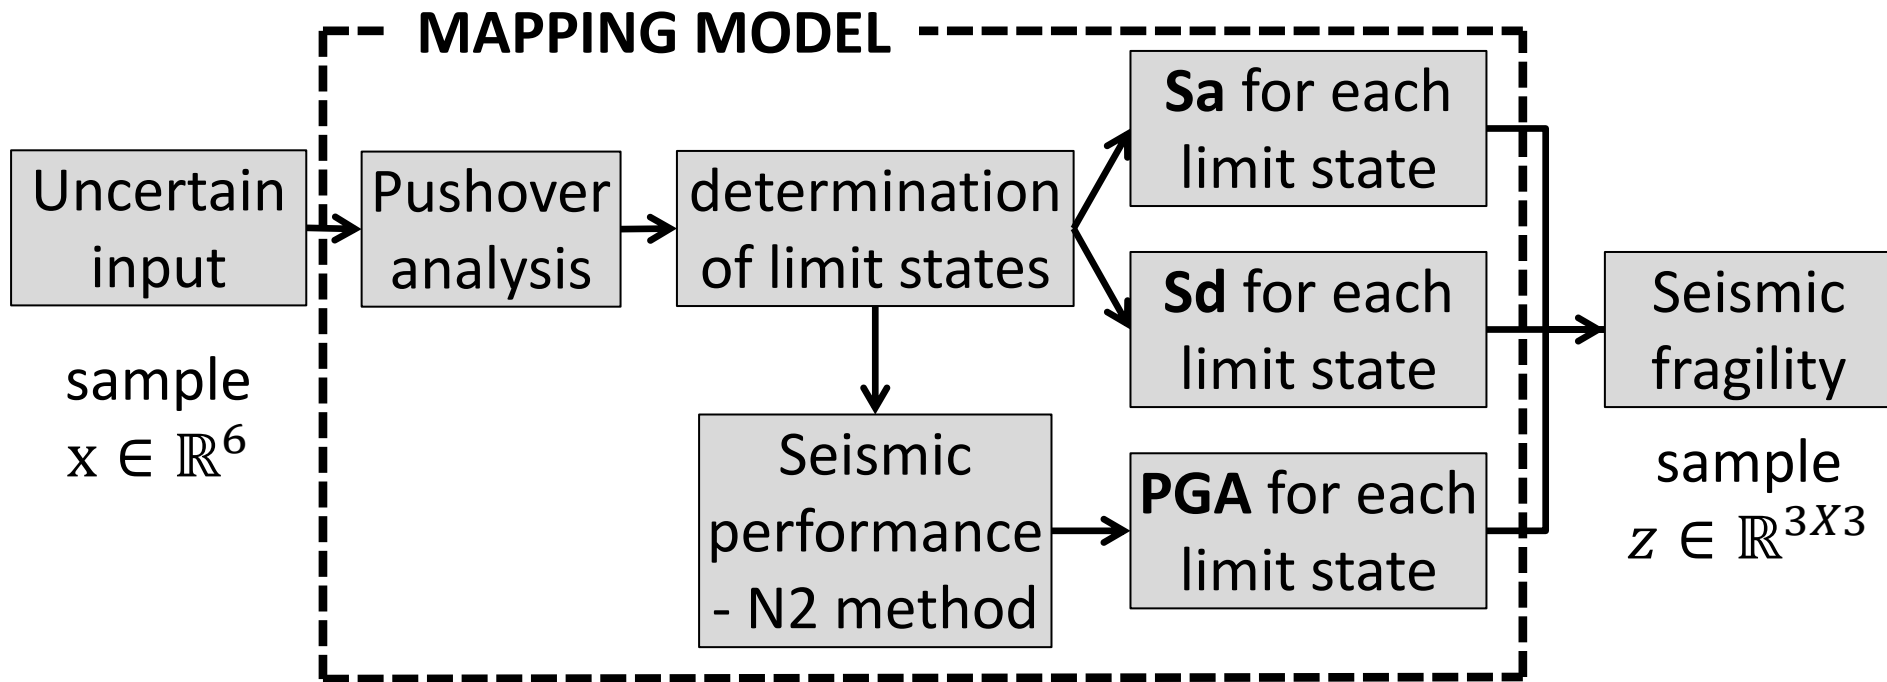 MAPPING MODEL
Uncertain
input
sample
x ∈ ℝ⁶
Pushover
analysis
determination
of limit states
Seismic
performance
- N2 method
Sa for each
limit state
Sd for each
limit state
PGA for each
limit state
Seismic
fragility
sample
z ∈ ℝ³ˣ³